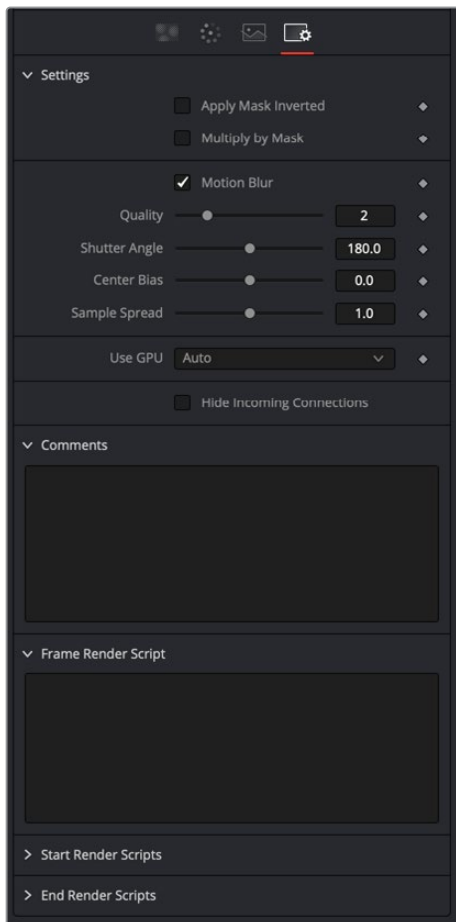 Settings
Apply Mask Inverted
Multiply by Mask
Motion Blur
Quality 2
Shutter Angle 180.0
Center Bias 0.0
Sample Spread 1.0
Use GPU Auto
Hide Incoming Connections
Comments
Frame Render Script
Start Render Scripts
End Render Scripts